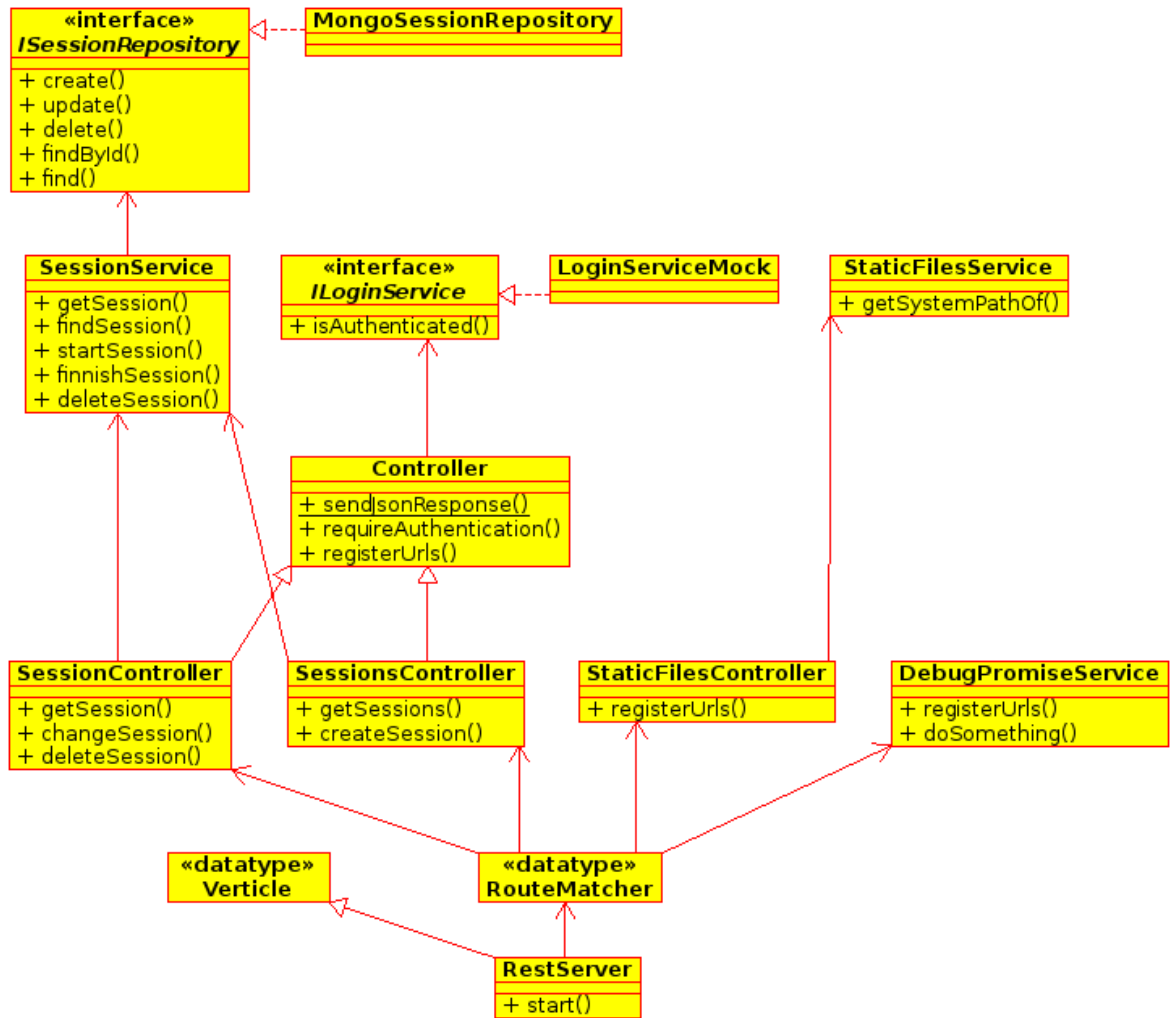 «interface»
ISessionRepository
+ create()
+ update()
+ delete()
+ findById()
+ find()
MongoSessionRepository
SessionService
+ getSession()
+ findSession()
+ startSession()
+ finnishSession()
+ deleteSession()
«interface»
ILoginService
+ isAuthenticated()
LoginServiceMock
StaticFilesService
+ getSystemPathOf()
Controller
+ sendJsonResponse()
+ requireAuthentication()
+ registerUrls()
SessionController
+ getSession()
+ changeSession()
+ deleteSession()
SessionsController
+ getSessions()
+ createSession()
StaticFilesController
+ registerUrls()
DebugPromiseService
+ registerUrls()
+ doSomething()
«datatype»
Verticle
«datatype»
RouteMatcher
RestServer
+ start()